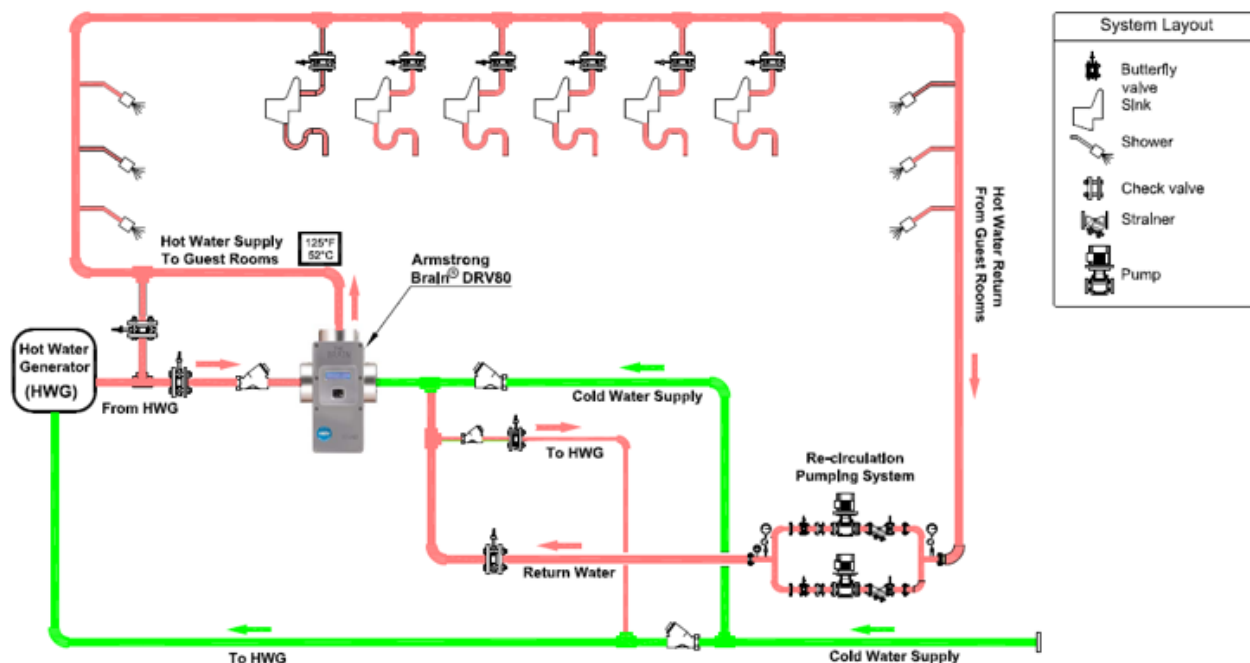 System Layout
Butterfly
valve
Sink
Shower
Check valve
Strainer
Pump
Hot Water Supply
To Guest Rooms
125°F
52°C
Armstrong
Brain® DRV80
Hot Water Return
From Guest Rooms
Hot Water
Generator
(HWG)
From HWG
Cold Water Supply
To HWG
Re-circulation
Pumping System
Return Water
To HWG
Cold Water Supply